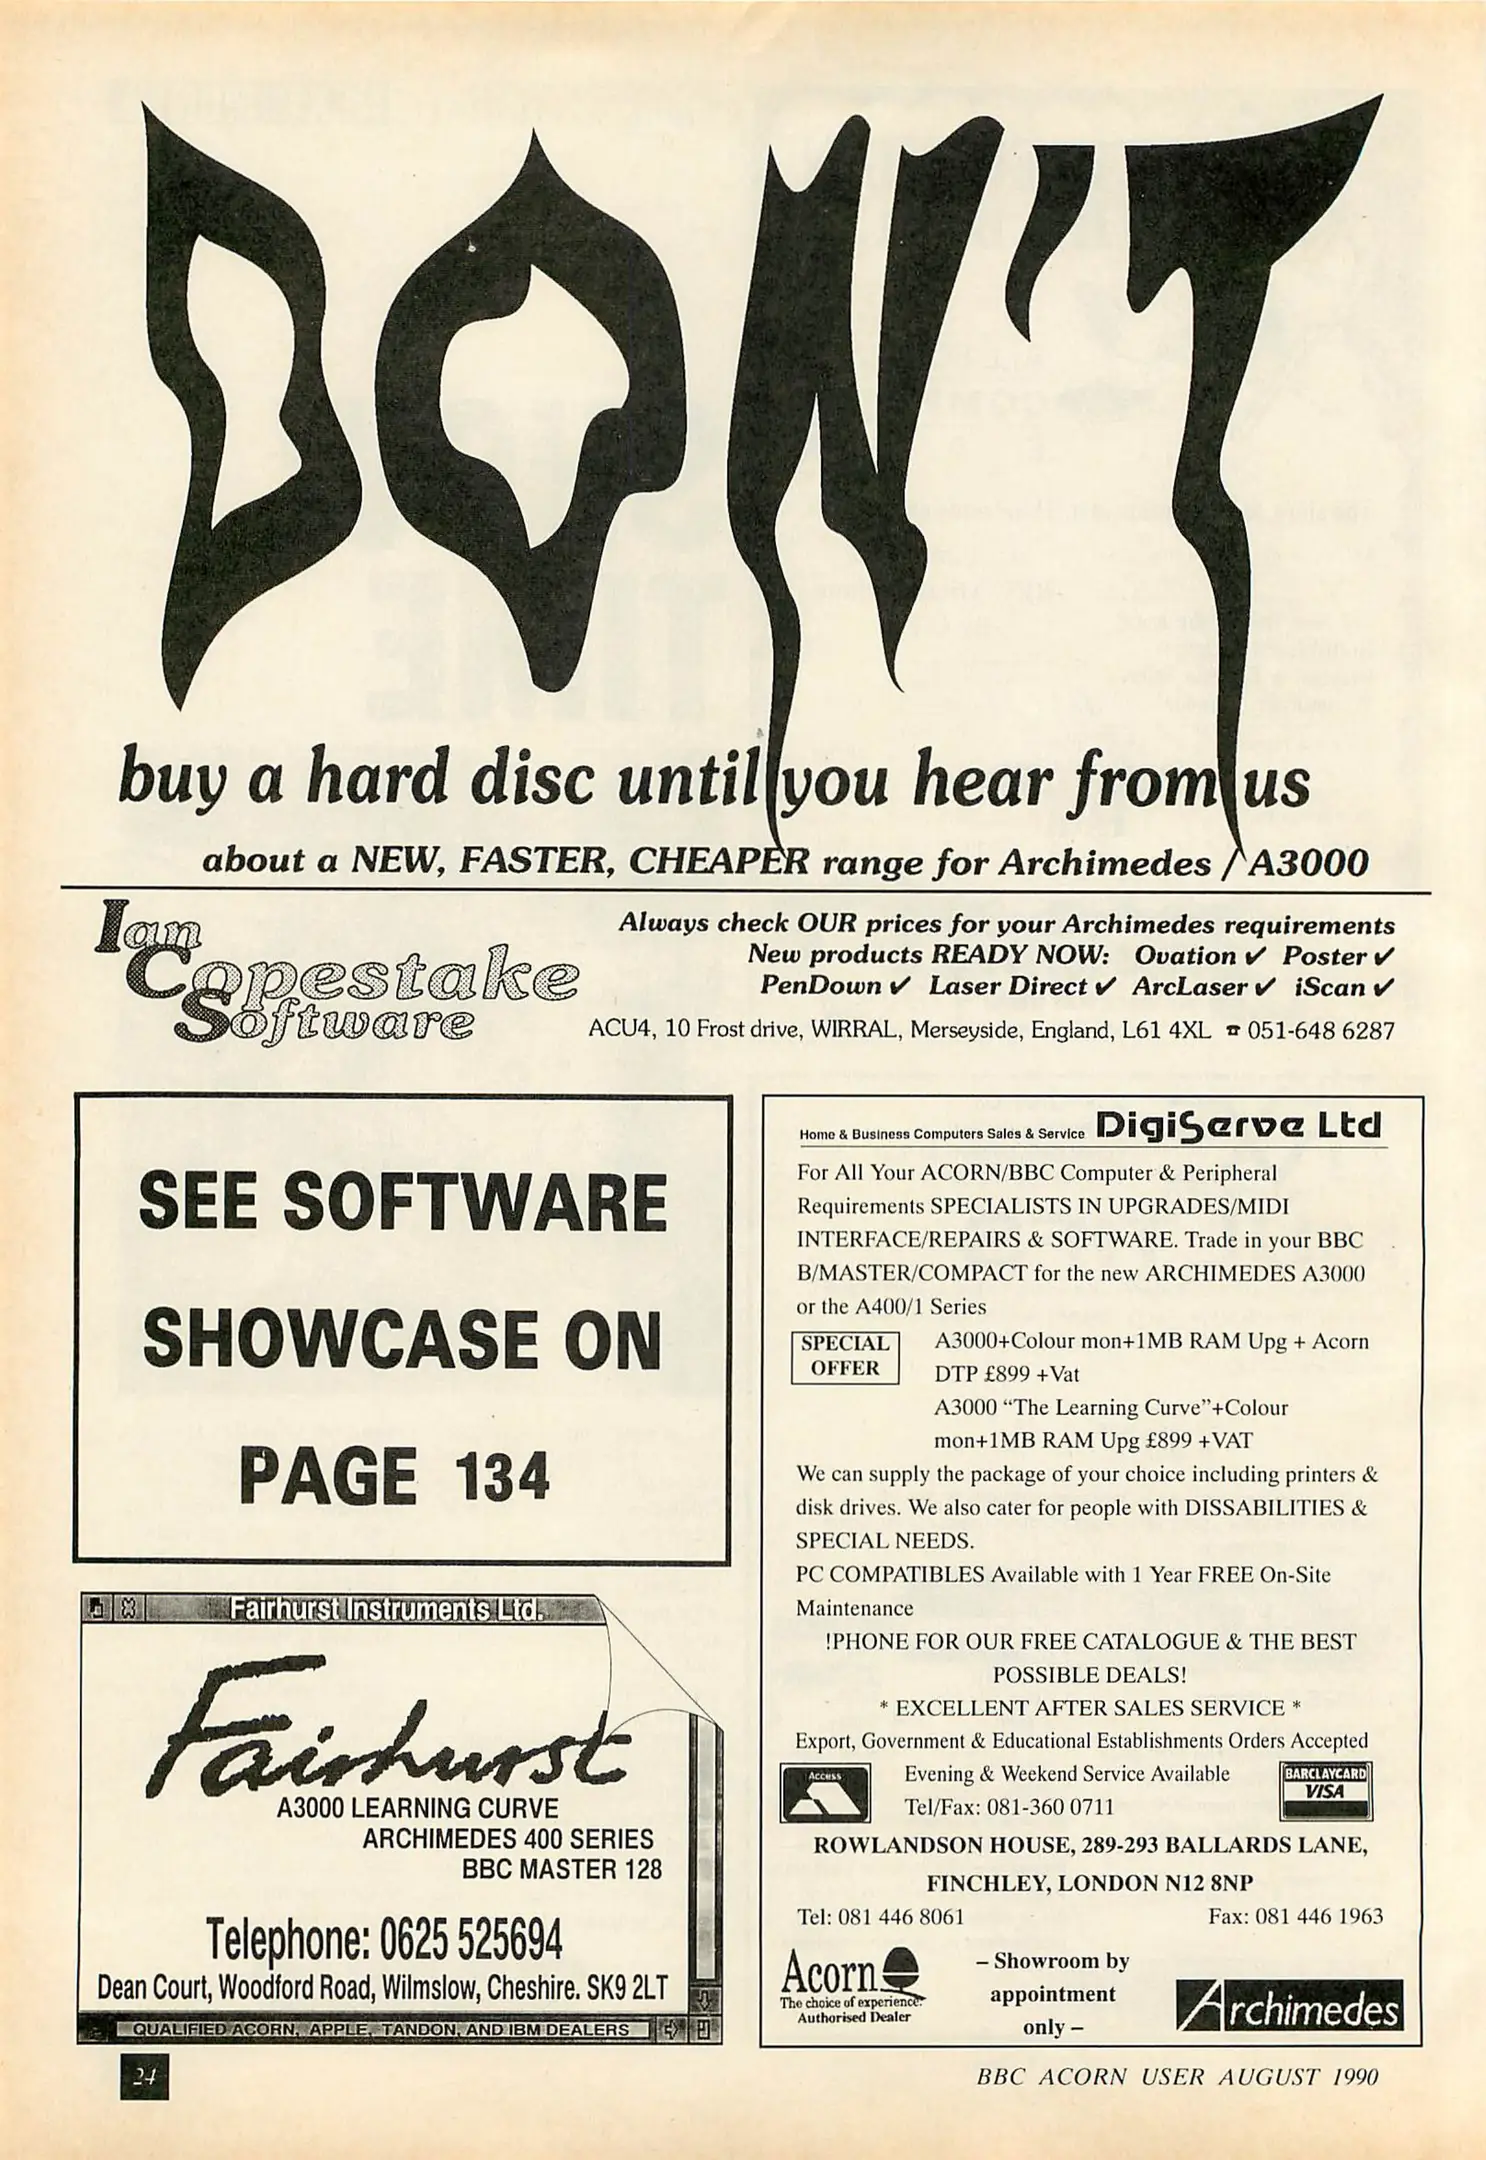 DON'T
buy a hard disc until you hear from us
about a NEW, FASTER, CHEAPER range for Archimedes / A3000
Ian
Copestake
Software
Always check OUR prices for your Archimedes requirements
New products READY NOW: Ovation ✓ Poster ✓
PenDown ✓ Laser Direct ✓ ArcLaser ✓ iScan ✓
ACU4, 10 Frost drive, WIRRAL, Merseyside, England, L61 4XL ☎ 051-648 6287
SEE SOFTWARE
SHOWCASE ON
PAGE 134
Fairhurst Instruments Ltd.
Fairhurst
A3000 LEARNING CURVE
ARCHIMEDES 400 SERIES
BBC MASTER 128
Telephone: 0625 525694
Dean Court, Woodford Road, Wilmslow, Cheshire. SK9 2LT
QUALIFIED ACORN, APPLE, TANDON, AND IBM DEALERS
Home & Business Computers Sales & Service DigiServe Ltd
For All Your ACORN/BBC Computer & Peripheral
Requirements SPECIALISTS IN UPGRADES/MIDI
INTERFACE/REPAIRS & SOFTWARE. Trade in your BBC
B/MASTER/COMPACT for the new ARCHIMEDES A3000
or the A400/1 Series
SPECIAL
OFFER
A3000+Colour mon+1MB RAM Upg + Acorn
DTP £899 +Vat
A3000 “The Learning Curve”+Colour
mon+1MB RAM Upg £899 +VAT
We can supply the package of your choice including printers &
disk drives. We also cater for people with DISSABILITIES &
SPECIAL NEEDS.
PC COMPATIBLES Available with 1 Year FREE On-Site
Maintenance
!PHONE FOR OUR FREE CATALOGUE & THE BEST
POSSIBLE DEALS!
* EXCELLENT AFTER SALES SERVICE *
Export, Government & Educational Establishments Orders Accepted
Access
Evening & Weekend Service Available
Tel/Fax: 081-360 0711
BARCLAYCARD
VISA
ROWLANDSON HOUSE, 289-293 BALLARDS LANE,
FINCHLEY, LONDON N12 8NP
Tel: 081 446 8061 Fax: 081 446 1963
Acorn
The choice of experience.
Authorised Dealer
– Showroom by
appointment
only –
Archimedes
24
BBC ACORN USER AUGUST 1990